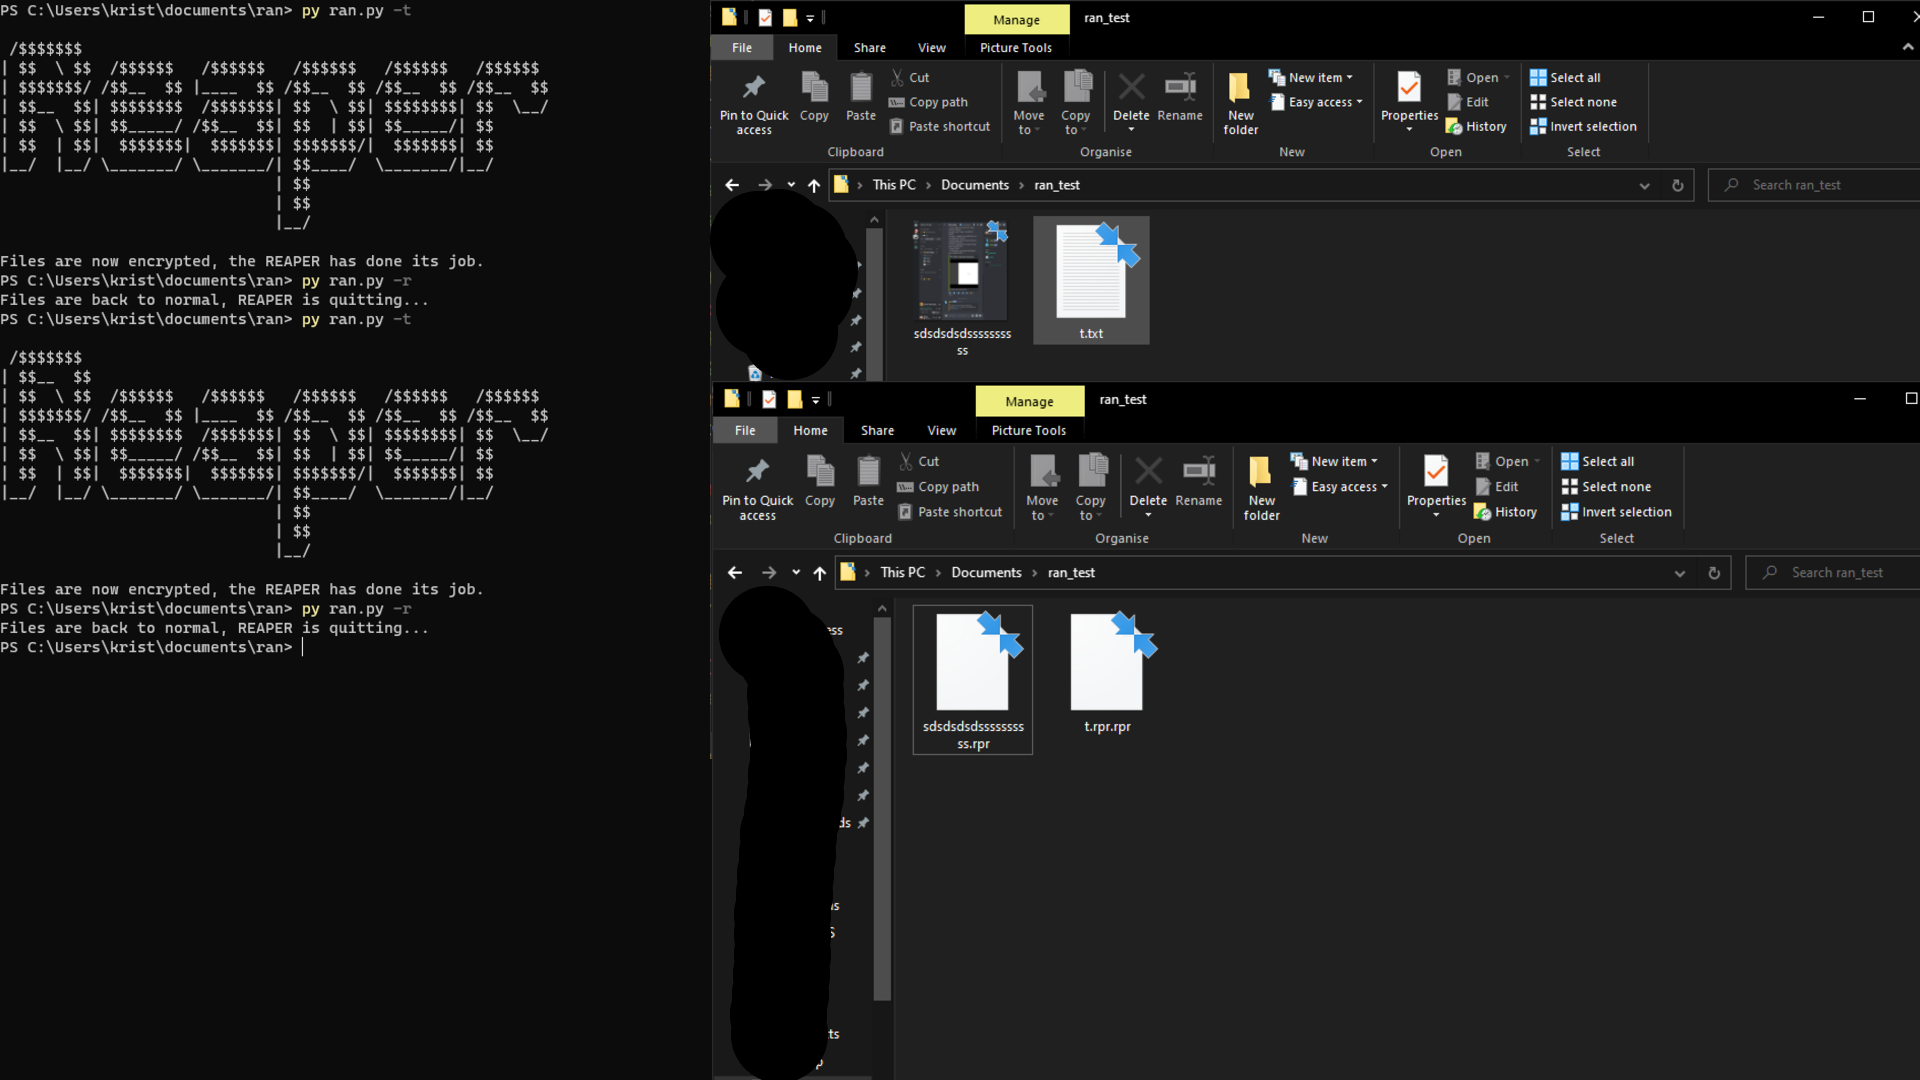 PS C:\Users\krist\documents\ran> py ran.py -t
 /$$$$$$$
| $$  \ $$  /$$$$$$   /$$$$$$   /$$$$$$   /$$$$$$   /$$$$$$
| $$$$$$$/ /$$__  $$ |____  $$ /$$__  $$ /$$__  $$ /$$__  $$
| $$__  $$| $$$$$$$$  /$$$$$$$| $$  \ $$| $$$$$$$$| $$  \__/
| $$  \ $$| $$_____/ /$$__  $$| $$  | $$| $$_____/| $$
| $$  | $$|  $$$$$$$|  $$$$$$$| $$$$$$$/|  $$$$$$$| $$
|__/  |__/ \_______/ \_______/| $$____/  \_______/|__/
                              | $$
                              | $$
                              |__/
Files are now encrypted, the REAPER has done its job.
PS C:\Users\krist\documents\ran> py ran.py -r
Files are back to normal, REAPER is quitting...
PS C:\Users\krist\documents\ran> py ran.py -t
 /$$$$$$$
| $$__  $$
| $$  \ $$  /$$$$$$   /$$$$$$   /$$$$$$   /$$$$$$   /$$$$$$
| $$$$$$$/ /$$__  $$ |____  $$ /$$__  $$ /$$__  $$ /$$__  $$
| $$__  $$| $$$$$$$$  /$$$$$$$| $$  \ $$| $$$$$$$$| $$  \__/
| $$  \ $$| $$_____/ /$$__  $$| $$  | $$| $$_____/| $$
| $$  | $$|  $$$$$$$|  $$$$$$$| $$$$$$$/|  $$$$$$$| $$
|__/  |__/ \_______/ \_______/| $$____/  \_______/|__/
                              | $$
                              | $$
                              |__/
Files are now encrypted, the REAPER has done its job.
PS C:\Users\krist\documents\ran> py ran.py -r
Files are back to normal, REAPER is quitting...
PS C:\Users\krist\documents\ran>
Manage ran_test
File Home Share View Picture Tools
Pin to Quick access
Copy
Paste
Cut
Copy path
Paste shortcut
Clipboard
Move to
Copy to
Delete
Rename
Organise
New folder
New item
Easy access
New
Properties
Open
Edit
History
Open
Select all
Select none
Invert selection
Select
This PC > Documents > ran_test
Search ran_test
sdsdsdsdssssssss
ss
t.txt
Manage ran_test
File Home Share View Picture Tools
Pin to Quick access
Copy
Paste
Cut
Copy path
Paste shortcut
Clipboard
Move to
Copy to
Delete
Rename
Organise
New folder
New item
Easy access
New
Properties
Open
Edit
History
Open
Select all
Select none
Invert selection
Select
This PC > Documents > ran_test
Search ran_test
sdsdsdsdssssssss
ss.rpr
t.rpr.rpr